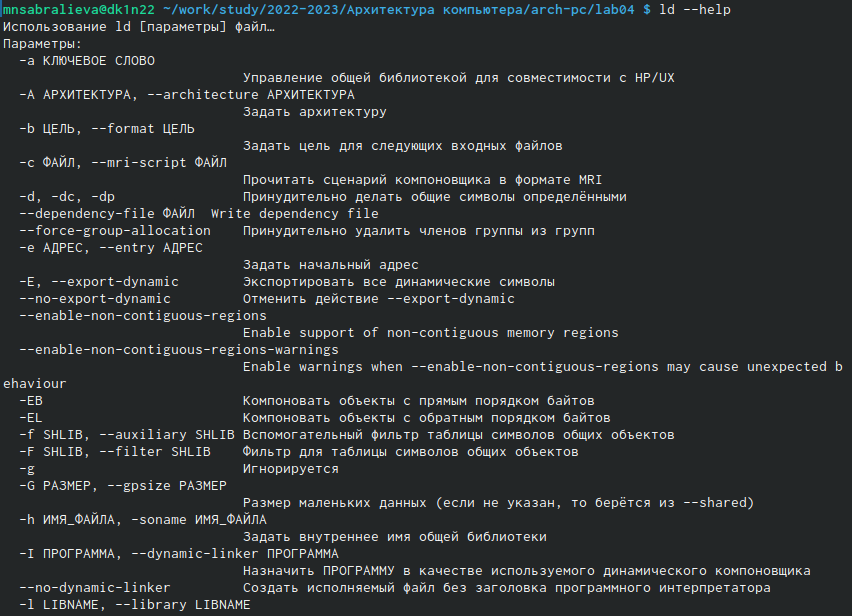 mnsabralieva@dk1n22 ~/work/study/2022-2023/Архитектура компьютера/arch-pc/lab04 $ ld --help
Использование ld [параметры] файл…
Параметры:
  -a КЛЮЧЕВОЕ СЛОВО
                              Управление общей библиотекой для совместимости с HP/UX
  -A АРХИТЕКТУРА, --architecture АРХИТЕКТУРА
                              Задать архитектуру
  -b ЦЕЛЬ, --format ЦЕЛЬ
                              Задать цель для следующих входных файлов
  -c ФАЙЛ, --mri-script ФАЙЛ
                              Прочитать сценарий компоновщика в формате MRI
  -d, -dc, -dp                Принудительно делать общие символы определёнными
  --dependency-file ФАЙЛ  Write dependency file
  --force-group-allocation    Принудительно удалить членов группы из групп
  -e АДРЕС, --entry АДРЕС
                              Задать начальный адрес
  -E, --export-dynamic        Экспортировать все динамические символы
  --no-export-dynamic         Отменить действие --export-dynamic
  --enable-non-contiguous-regions
                              Enable support of non-contiguous memory regions
  --enable-non-contiguous-regions-warnings
                              Enable warnings when --enable-non-contiguous-regions may cause unexpected b
ehaviour
  -EB                         Компоновать объекты с прямым порядком байтов
  -EL                         Компоновать объекты с обратным порядком байтов
  -f SHLIB, --auxiliary SHLIB Вспомогательный фильтр таблицы символов общих объектов
  -F SHLIB, --filter SHLIB    Фильтр для таблицы символов общих объектов
  -g                          Игнорируется
  -G РАЗМЕР, --gpsize РАЗМЕР
                              Размер маленьких данных (если не указан, то берётся из --shared)
  -h ИМЯ_ФАЙЛА, -soname ИМЯ_ФАЙЛА
                              Задать внутреннее имя общей библиотеки
  -I ПРОГРАММА, --dynamic-linker ПРОГРАММА
                              Назначить ПРОГРАММУ в качестве используемого динамического компоновщика
  --no-dynamic-linker         Создать исполняемый файл без заголовка программного интерпретатора
  -l LIBNAME, --library LIBNAME